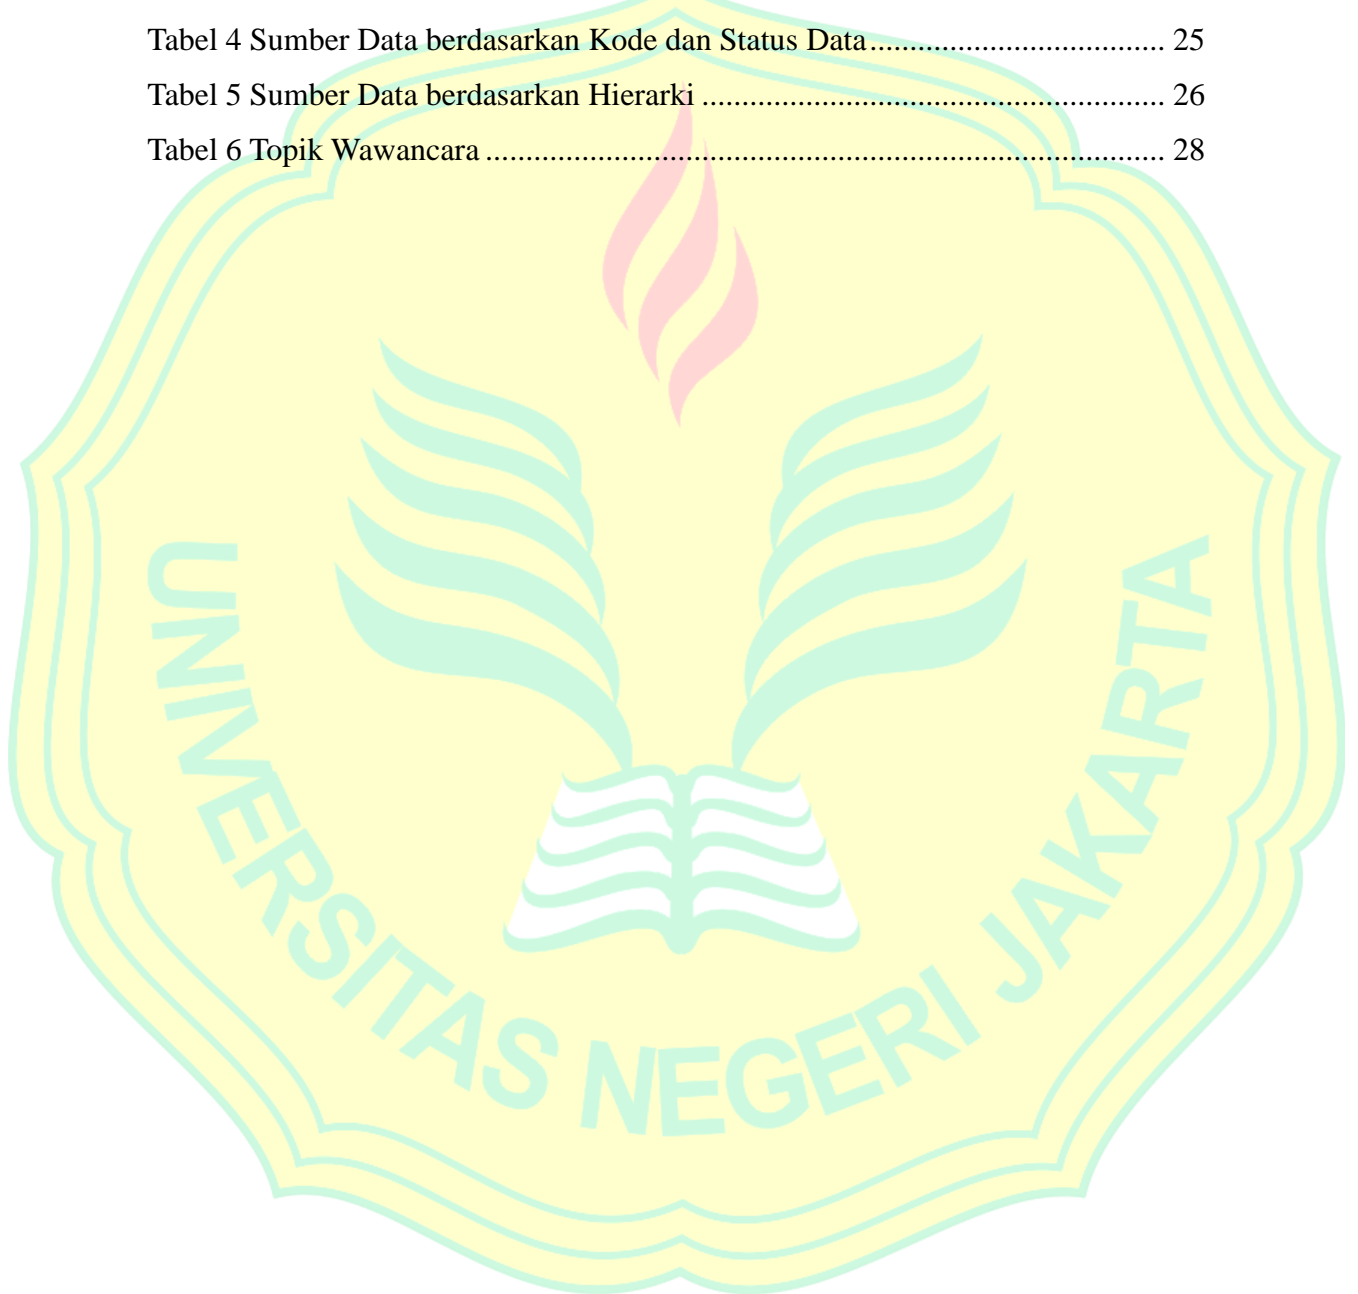 Tabel 4 Sumber Data berdasarkan Kode dan Status Data.................................... 25
Tabel 5 Sumber Data berdasarkan Hierarki ......................................................... 26
Tabel 6 Topik Wawancara .................................................................................... 28
UNIVERSITAS NEGERI JAKARTA